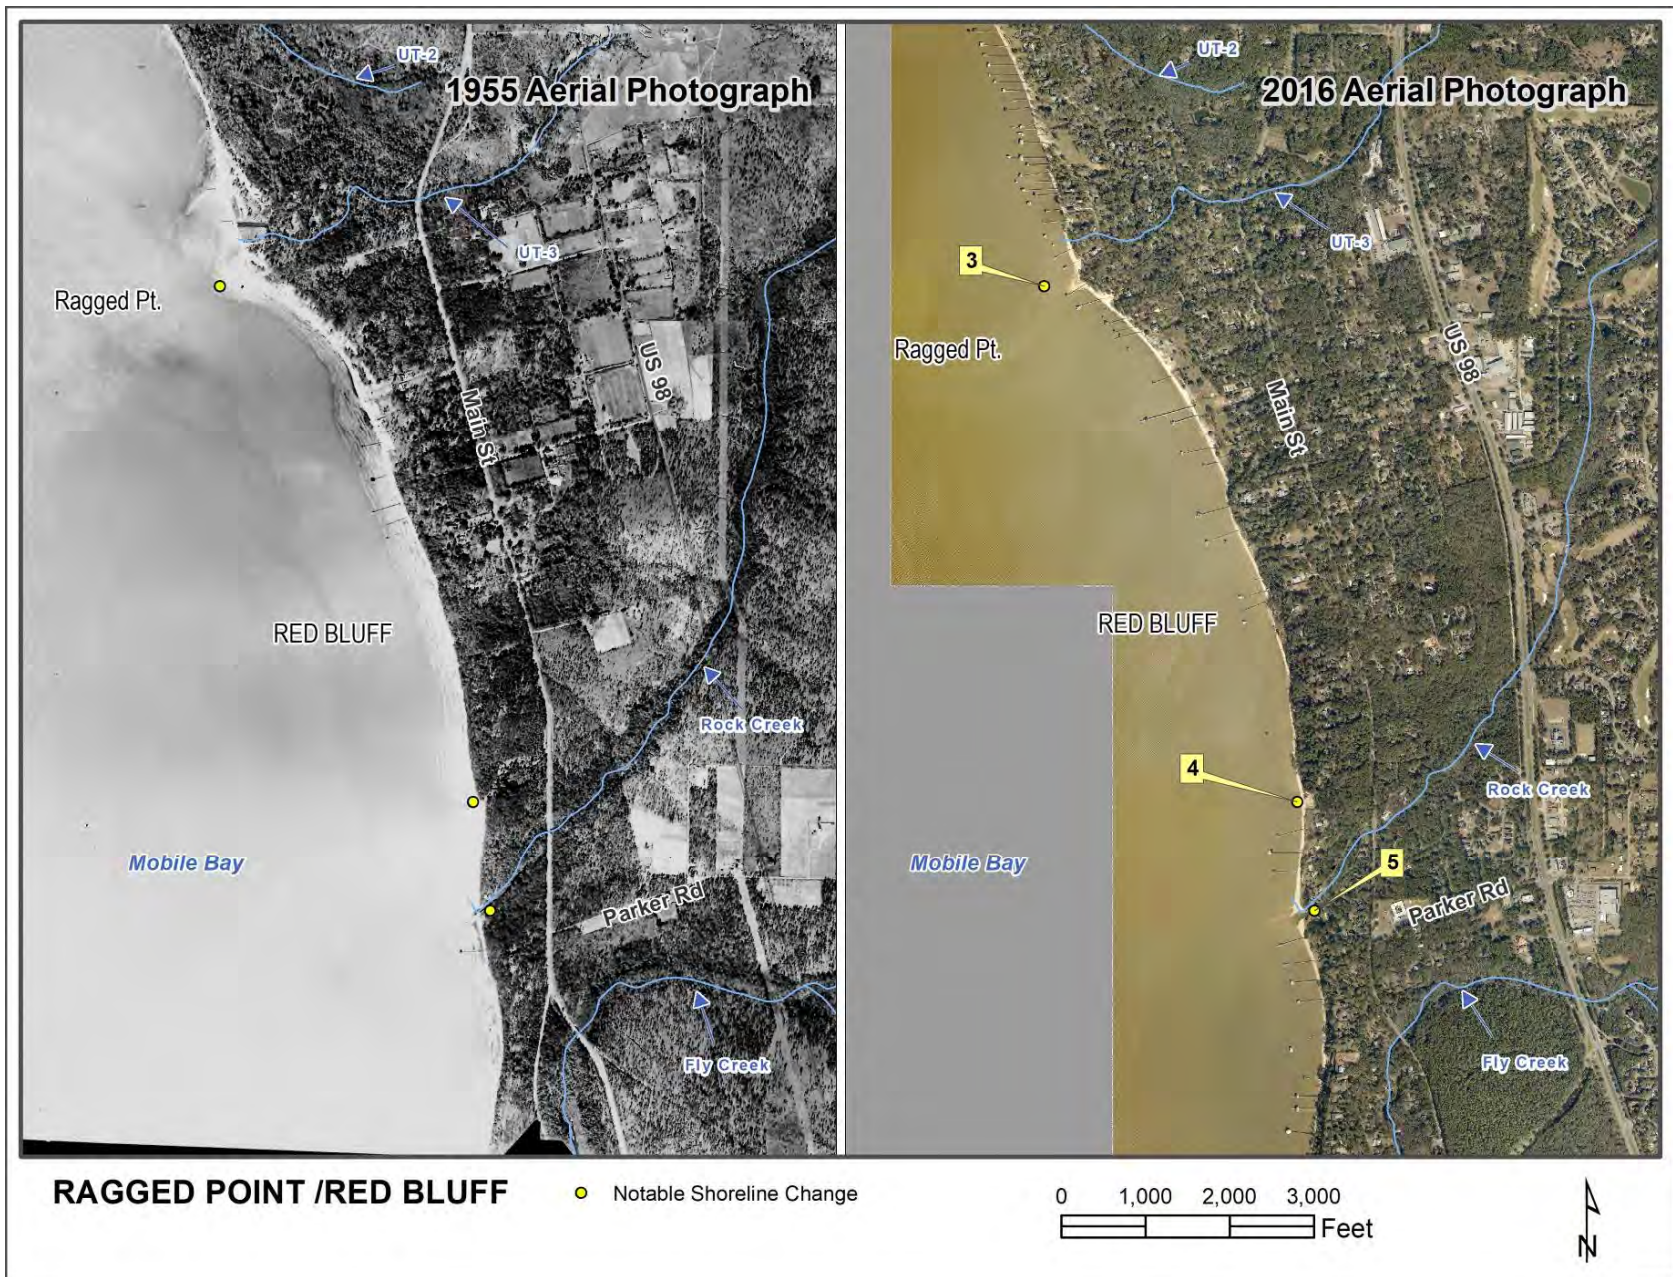 UT-2
1955 Aerial Photograph
UT-3
Ragged Pt.
US 98
Main St
RED BLUFF
Rock Creek
Mobile Bay
Parker Rd
Fly Creek
UT-2
2016 Aerial Photograph
UT-3
3
Ragged Pt.
US 98
Main St
RED BLUFF
4
Rock Creek
Mobile Bay
5
Parker Rd
Fly Creek
RAGGED POINT /RED BLUFF
Notable Shoreline Change
0 1,000 2,000 3,000
Feet
N